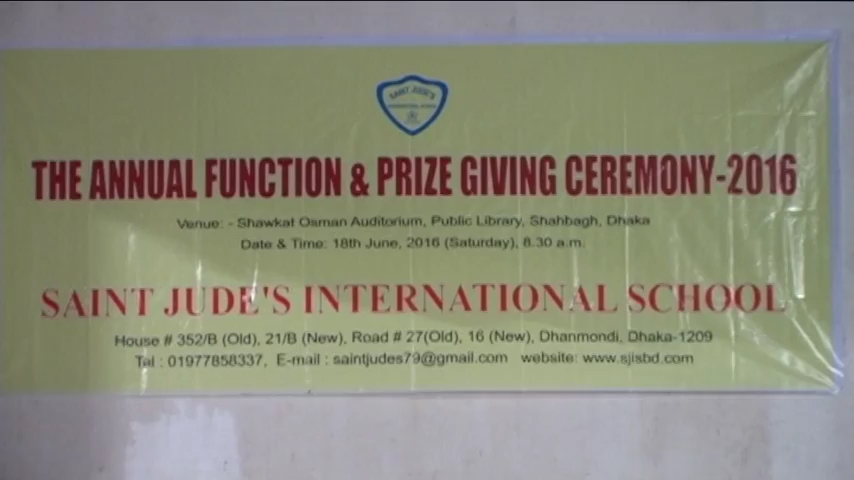 SAINT JUDE'S
THE ANNUAL FUNCTION & PRIZE GIVING CEREMONY-2016
Venue: - Shawkat Osman Auditorium, Public Library, Shahbagh, Dhaka
Date & Time: 18th June, 2016 (Saturday), 8.30 a.m.
SAINT JUDE'S INTERNATIONAL SCHOOL
House # 352/B (Old), 21/B (New), Road # 27(Old), 16 (New), Dhanmondi, Dhaka-1209
Tel : 01977858337, E-mail : saintjudes79@gmail.com website: www.sjisbd.com